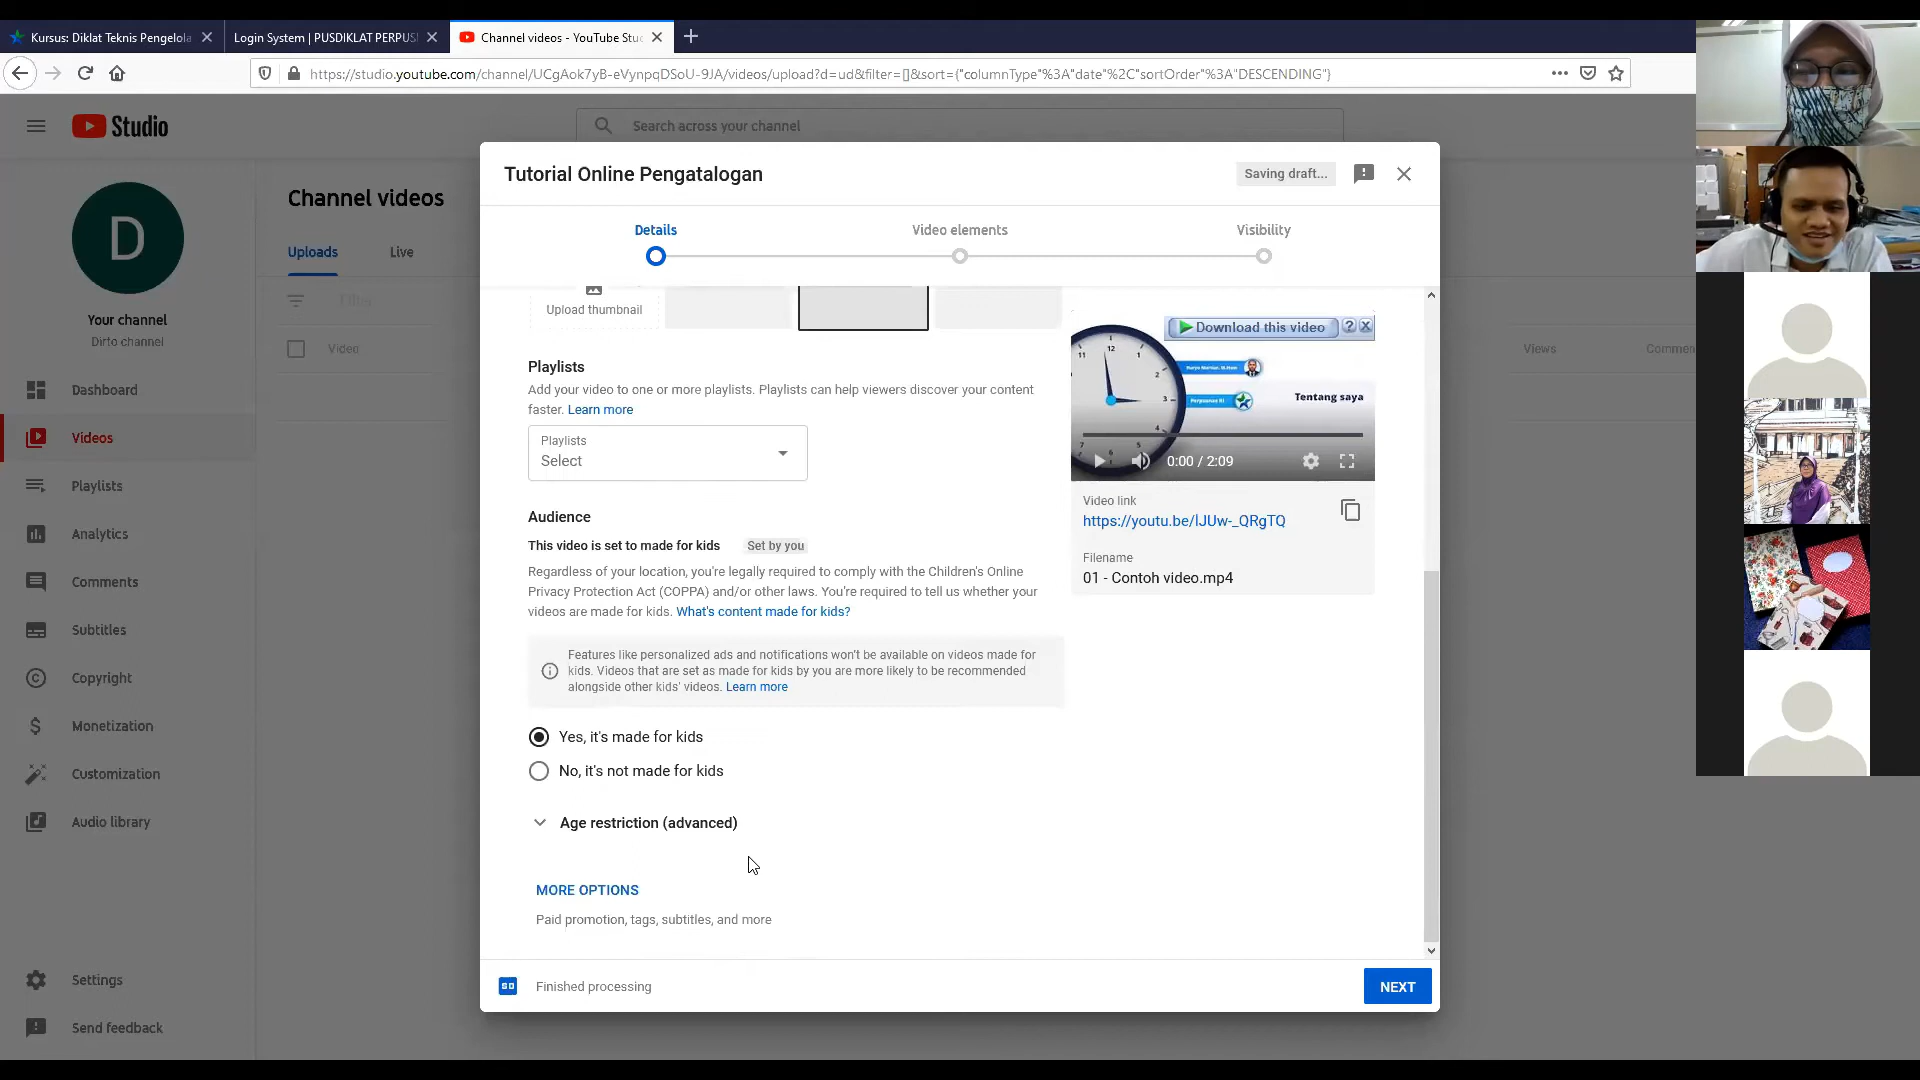 Kursus: Diklat Teknis Pengelola
Login System | PUSDIKLAT PERPUS
Channel videos - YouTube Stu
https://studio.youtube.com/channel/UCgAok7yB-eVynpqDSoU-9JA/videos/upload?d=ud&filter=[]&sort={"columnType"%3A"date"%2C"sortOrder"%3A"DESCENDING"}
Studio
Search across your channel
D
Your channel
Dirto channel
Dashboard
Videos
Playlists
Analytics
Comments
Subtitles
Copyright
Monetization
Customization
Audio library
Settings
Send feedback
Channel videos
Uploads
Live
Filter
Video
Views
Commen
Tutorial Online Pengatalogan
Saving draft...
Details
Video elements
Visibility
Upload thumbnail
Playlists
Add your video to one or more playlists. Playlists can help viewers discover your content
faster. Learn more
Playlists
Select
Audience
This video is set to made for kids Set by you
Regardless of your location, you're legally required to comply with the Children's Online
Privacy Protection Act (COPPA) and/or other laws. You're required to tell us whether your
videos are made for kids. What's content made for kids?
Features like personalized ads and notifications won't be available on videos made for
kids. Videos that are set as made for kids by you are more likely to be recommended
alongside other kids' videos. Learn more
Yes, it's made for kids
No, it's not made for kids
Age restriction (advanced)
MORE OPTIONS
Paid promotion, tags, subtitles, and more
Download this video
11 12 1
2
3
4
5
7
Perpusnas RI
Tentang saya
0:00 / 2:09
Video link
https://youtu.be/lJUw-_QRgTQ
Filename
01 - Contoh video.mp4
SD
Finished processing
NEXT